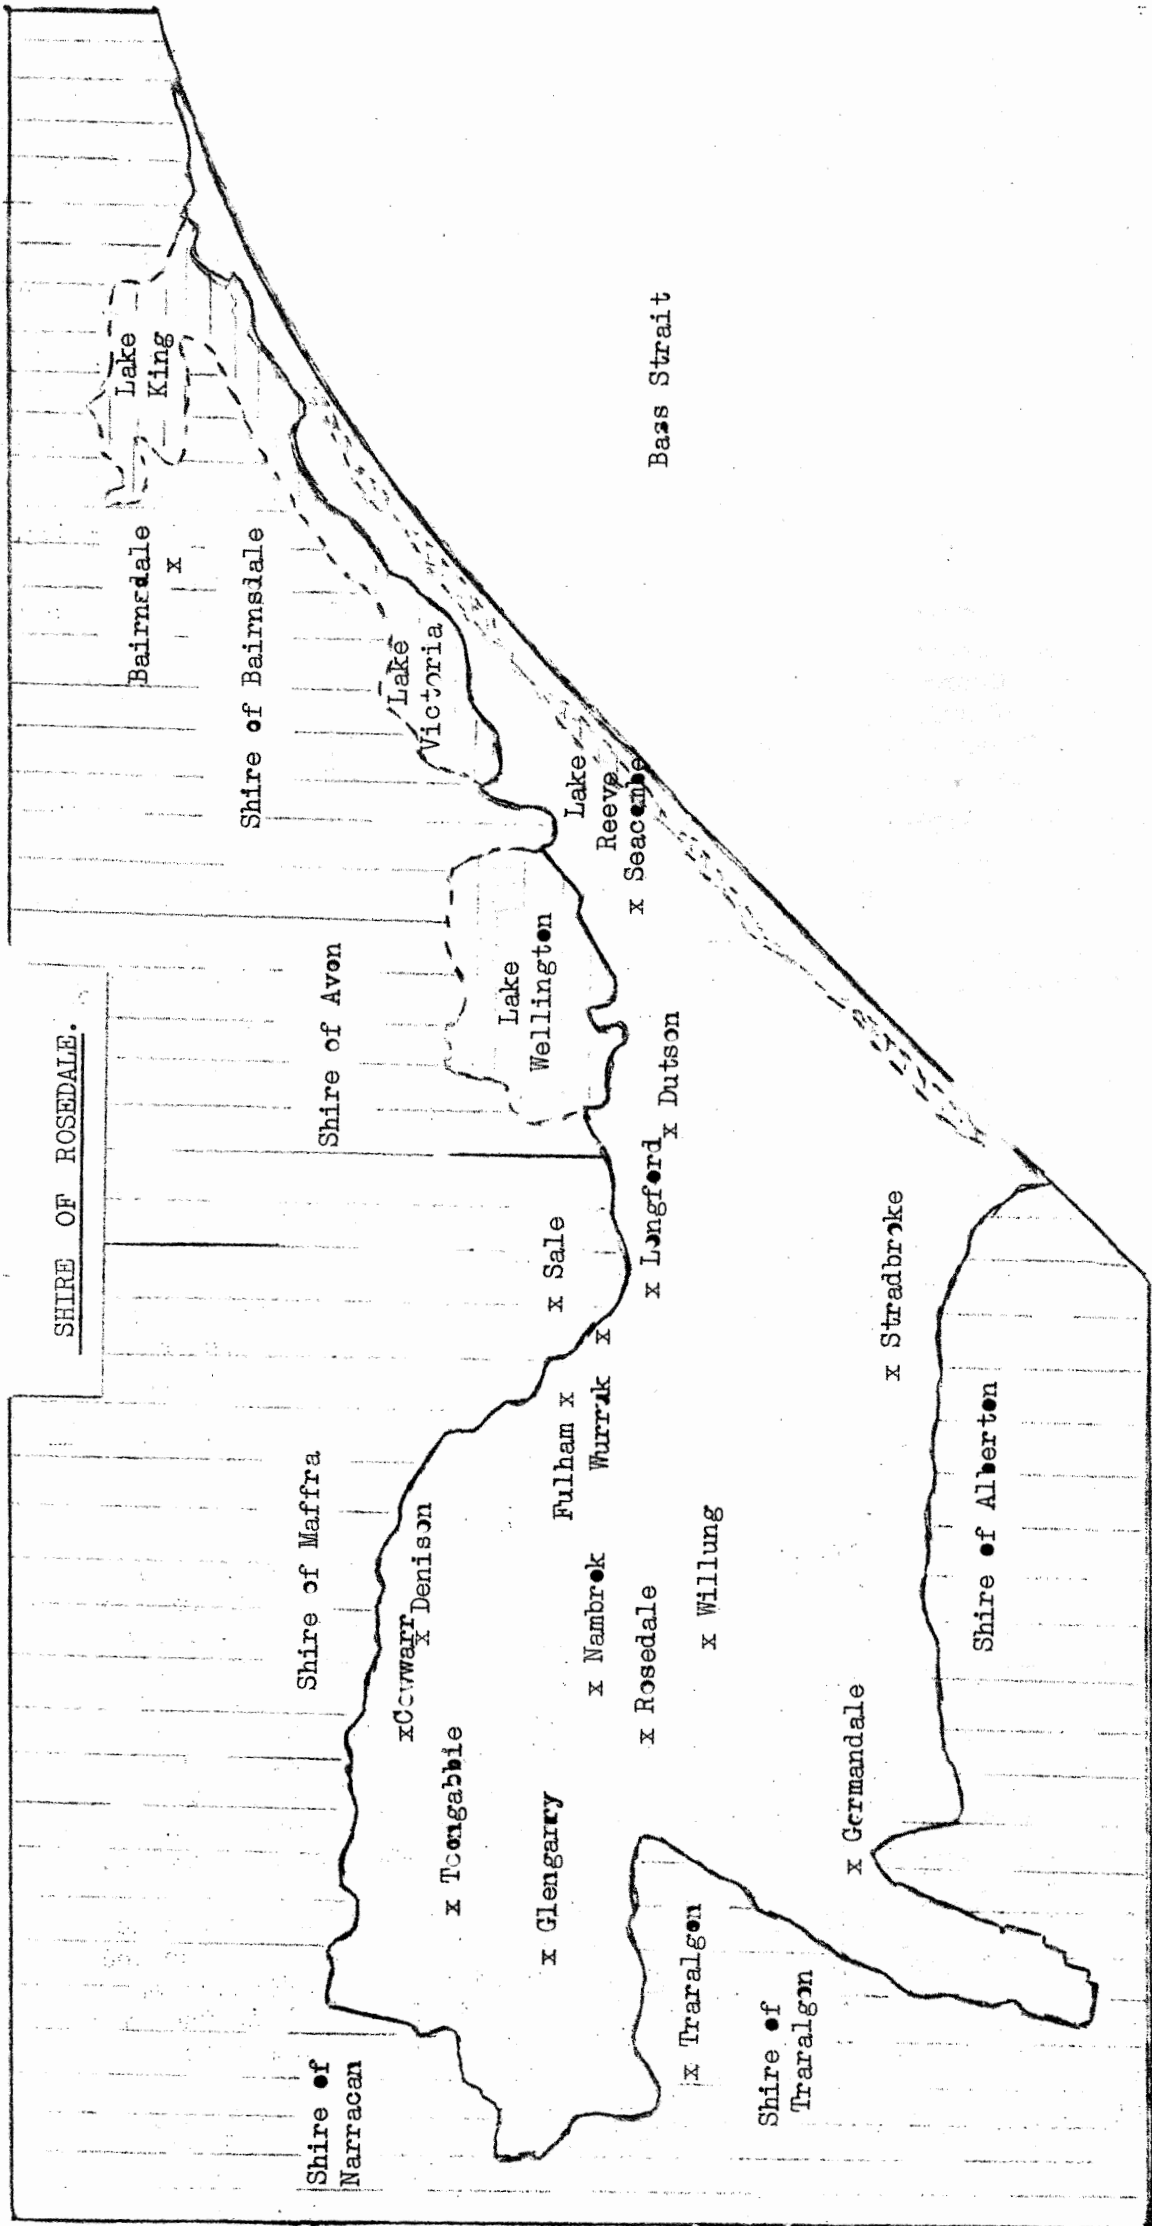 SHIRE OF ROSEDALE.
Lake
King
Bairnsdale
x
Shire of Bairnsdale
Lake
Victoria
Bass Strait
Lake
Reeve
x Seacombe
Shire of Avon
Lake
Wellington
x Dutson
x Longford
x Sale
x
Wurruk
Fulham x
x Stradbroke
Shire of Maffra
x Denison
xCowwarr
x Nambrok
x Rosedale
x Willung
Shire of Alberton
x Toongabbie
x Glengarry
x Gormandale
x Traralgon
Shire of
Traralgon
Shire of
Narracan